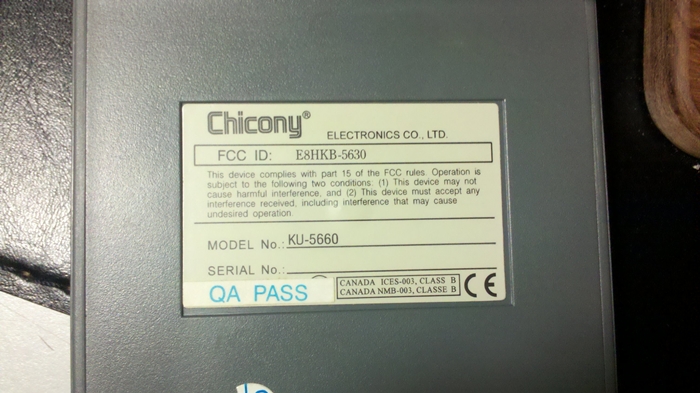 Chicony®
ELECTRONICS CO., LTD.
FCC ID: E8HKB-5630
This device complies with part 15 of the FCC rules. Operation is
subject to the following two conditions: (1) This device may not
cause harmful interference, and (2) This device must accept any
interference received, including interference that may cause
undesired operation
MODEL No.: KU-5660
SERIAL No.:
QA PASS
CANADA ICES-003, CLASS B
CANADA NMB-003, CLASSE B
CE